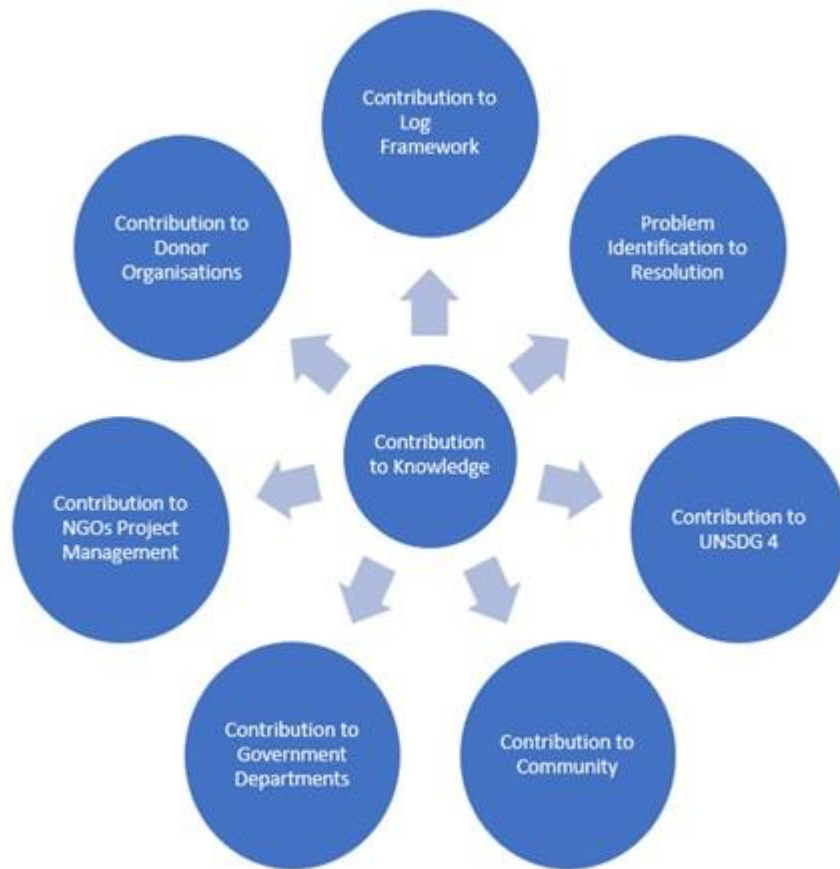 Contribution to
Log
Framework
Problem
Identification to
Resolution
Contribution to
UNSDG 4
Contribution to
Community
Contribution to
Government
Departments
Contribution to
NGOs Project
Management
Contribution to
Donor
Organisations
Contribution
to Knowledge